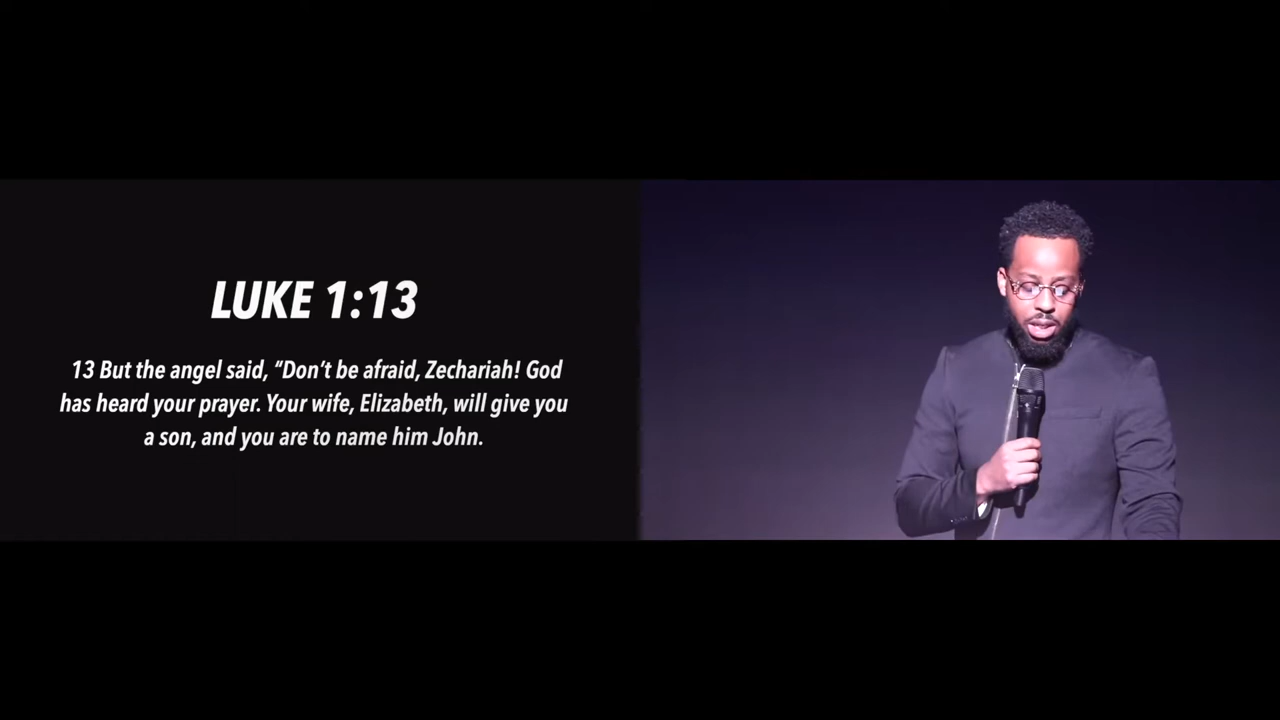 LUKE 1:13
13 But the angel said, “Don’t be afraid, Zechariah! God
has heard your prayer. Your wife, Elizabeth, will give you
a son, and you are to name him John.